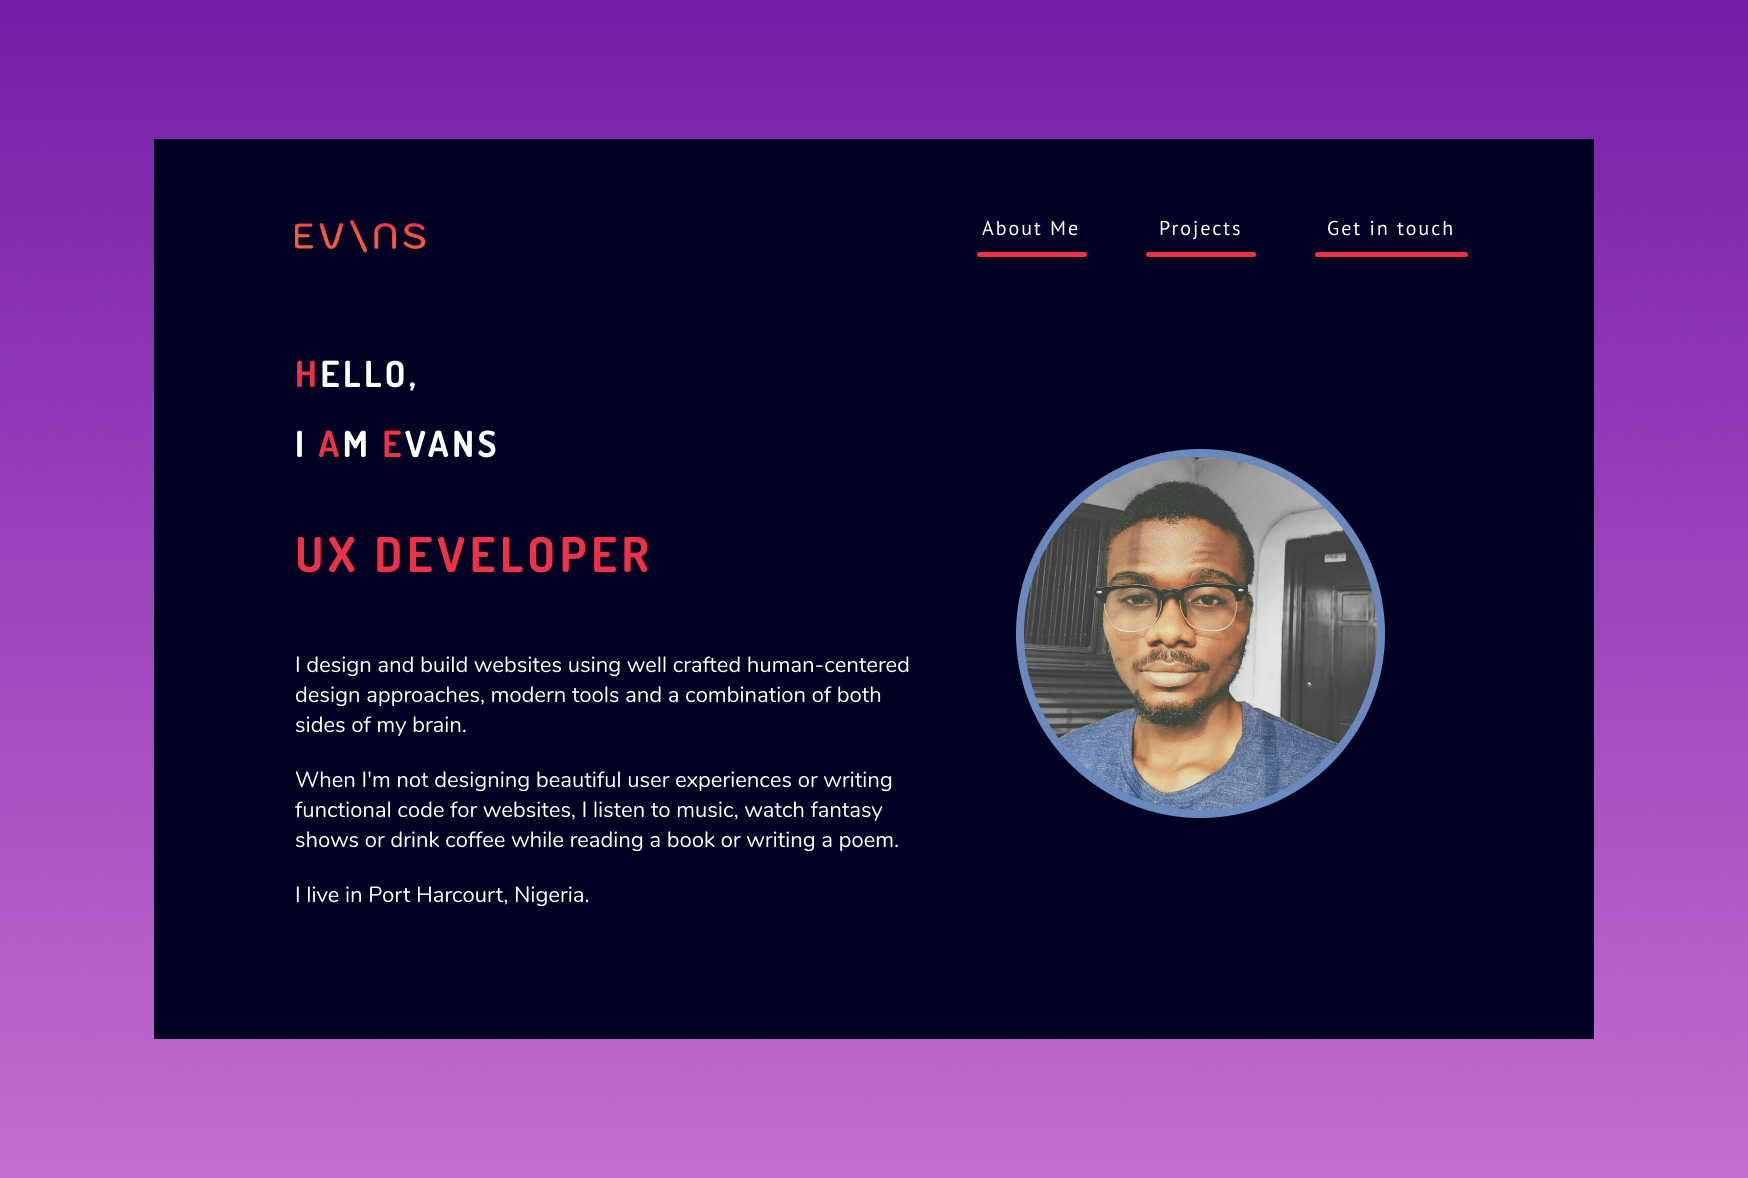 EV\NS
About Me
Projects
Get in touch
HELLO,
I AM EVANS
UX DEVELOPER
I design and build websites using well crafted human-centered
design approaches, modern tools and a combination of both
sides of my brain.
When I'm not designing beautiful user experiences or writing
functional code for websites, I listen to music, watch fantasy
shows or drink coffee while reading a book or writing a poem.
I live in Port Harcourt, Nigeria.